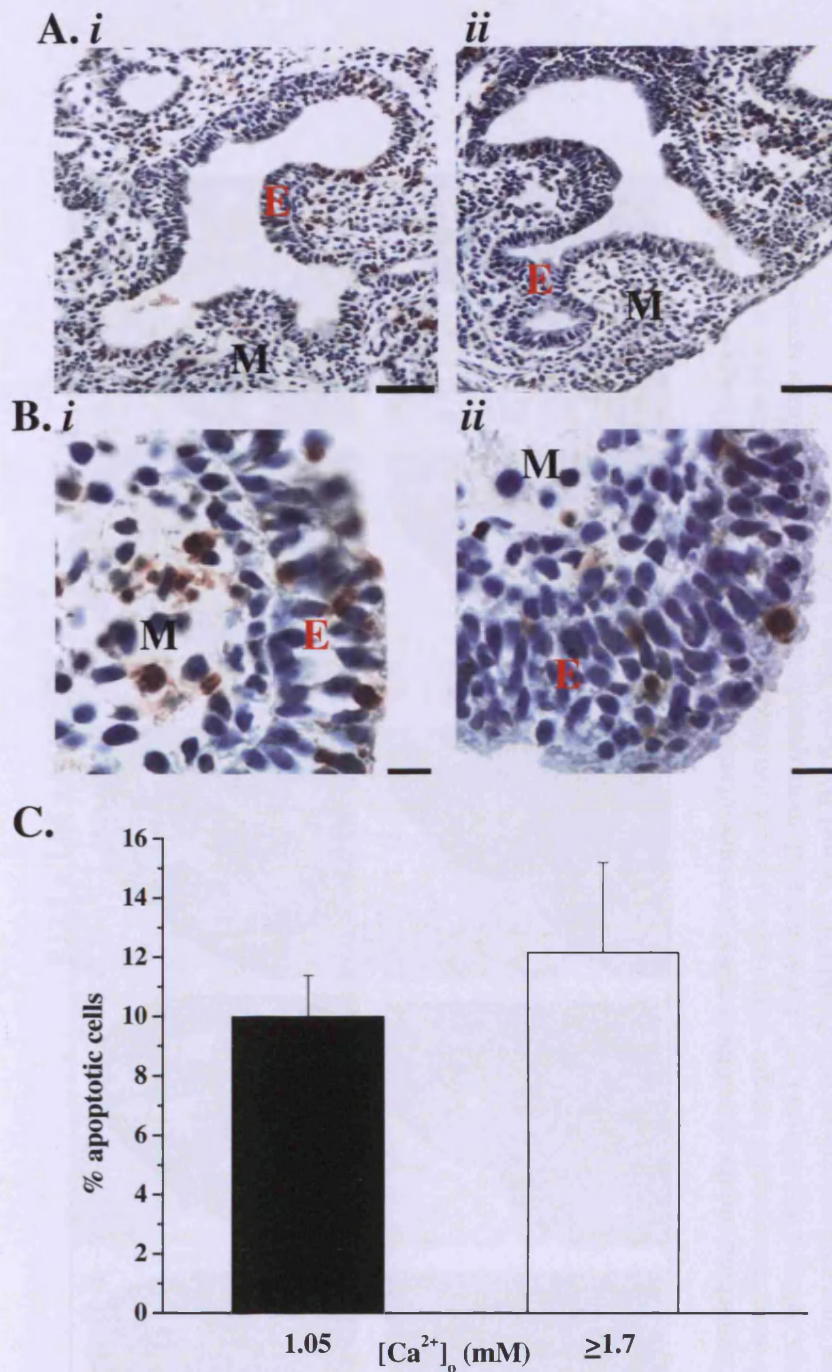 A. i ii
E
M
E
M
B. i ii
M
E
M
E
C.
16
14
12
10
8
6
4
2
0
% apoptotic cells
1.05 [Ca²⁺]ₒ (mM) ≥1.7